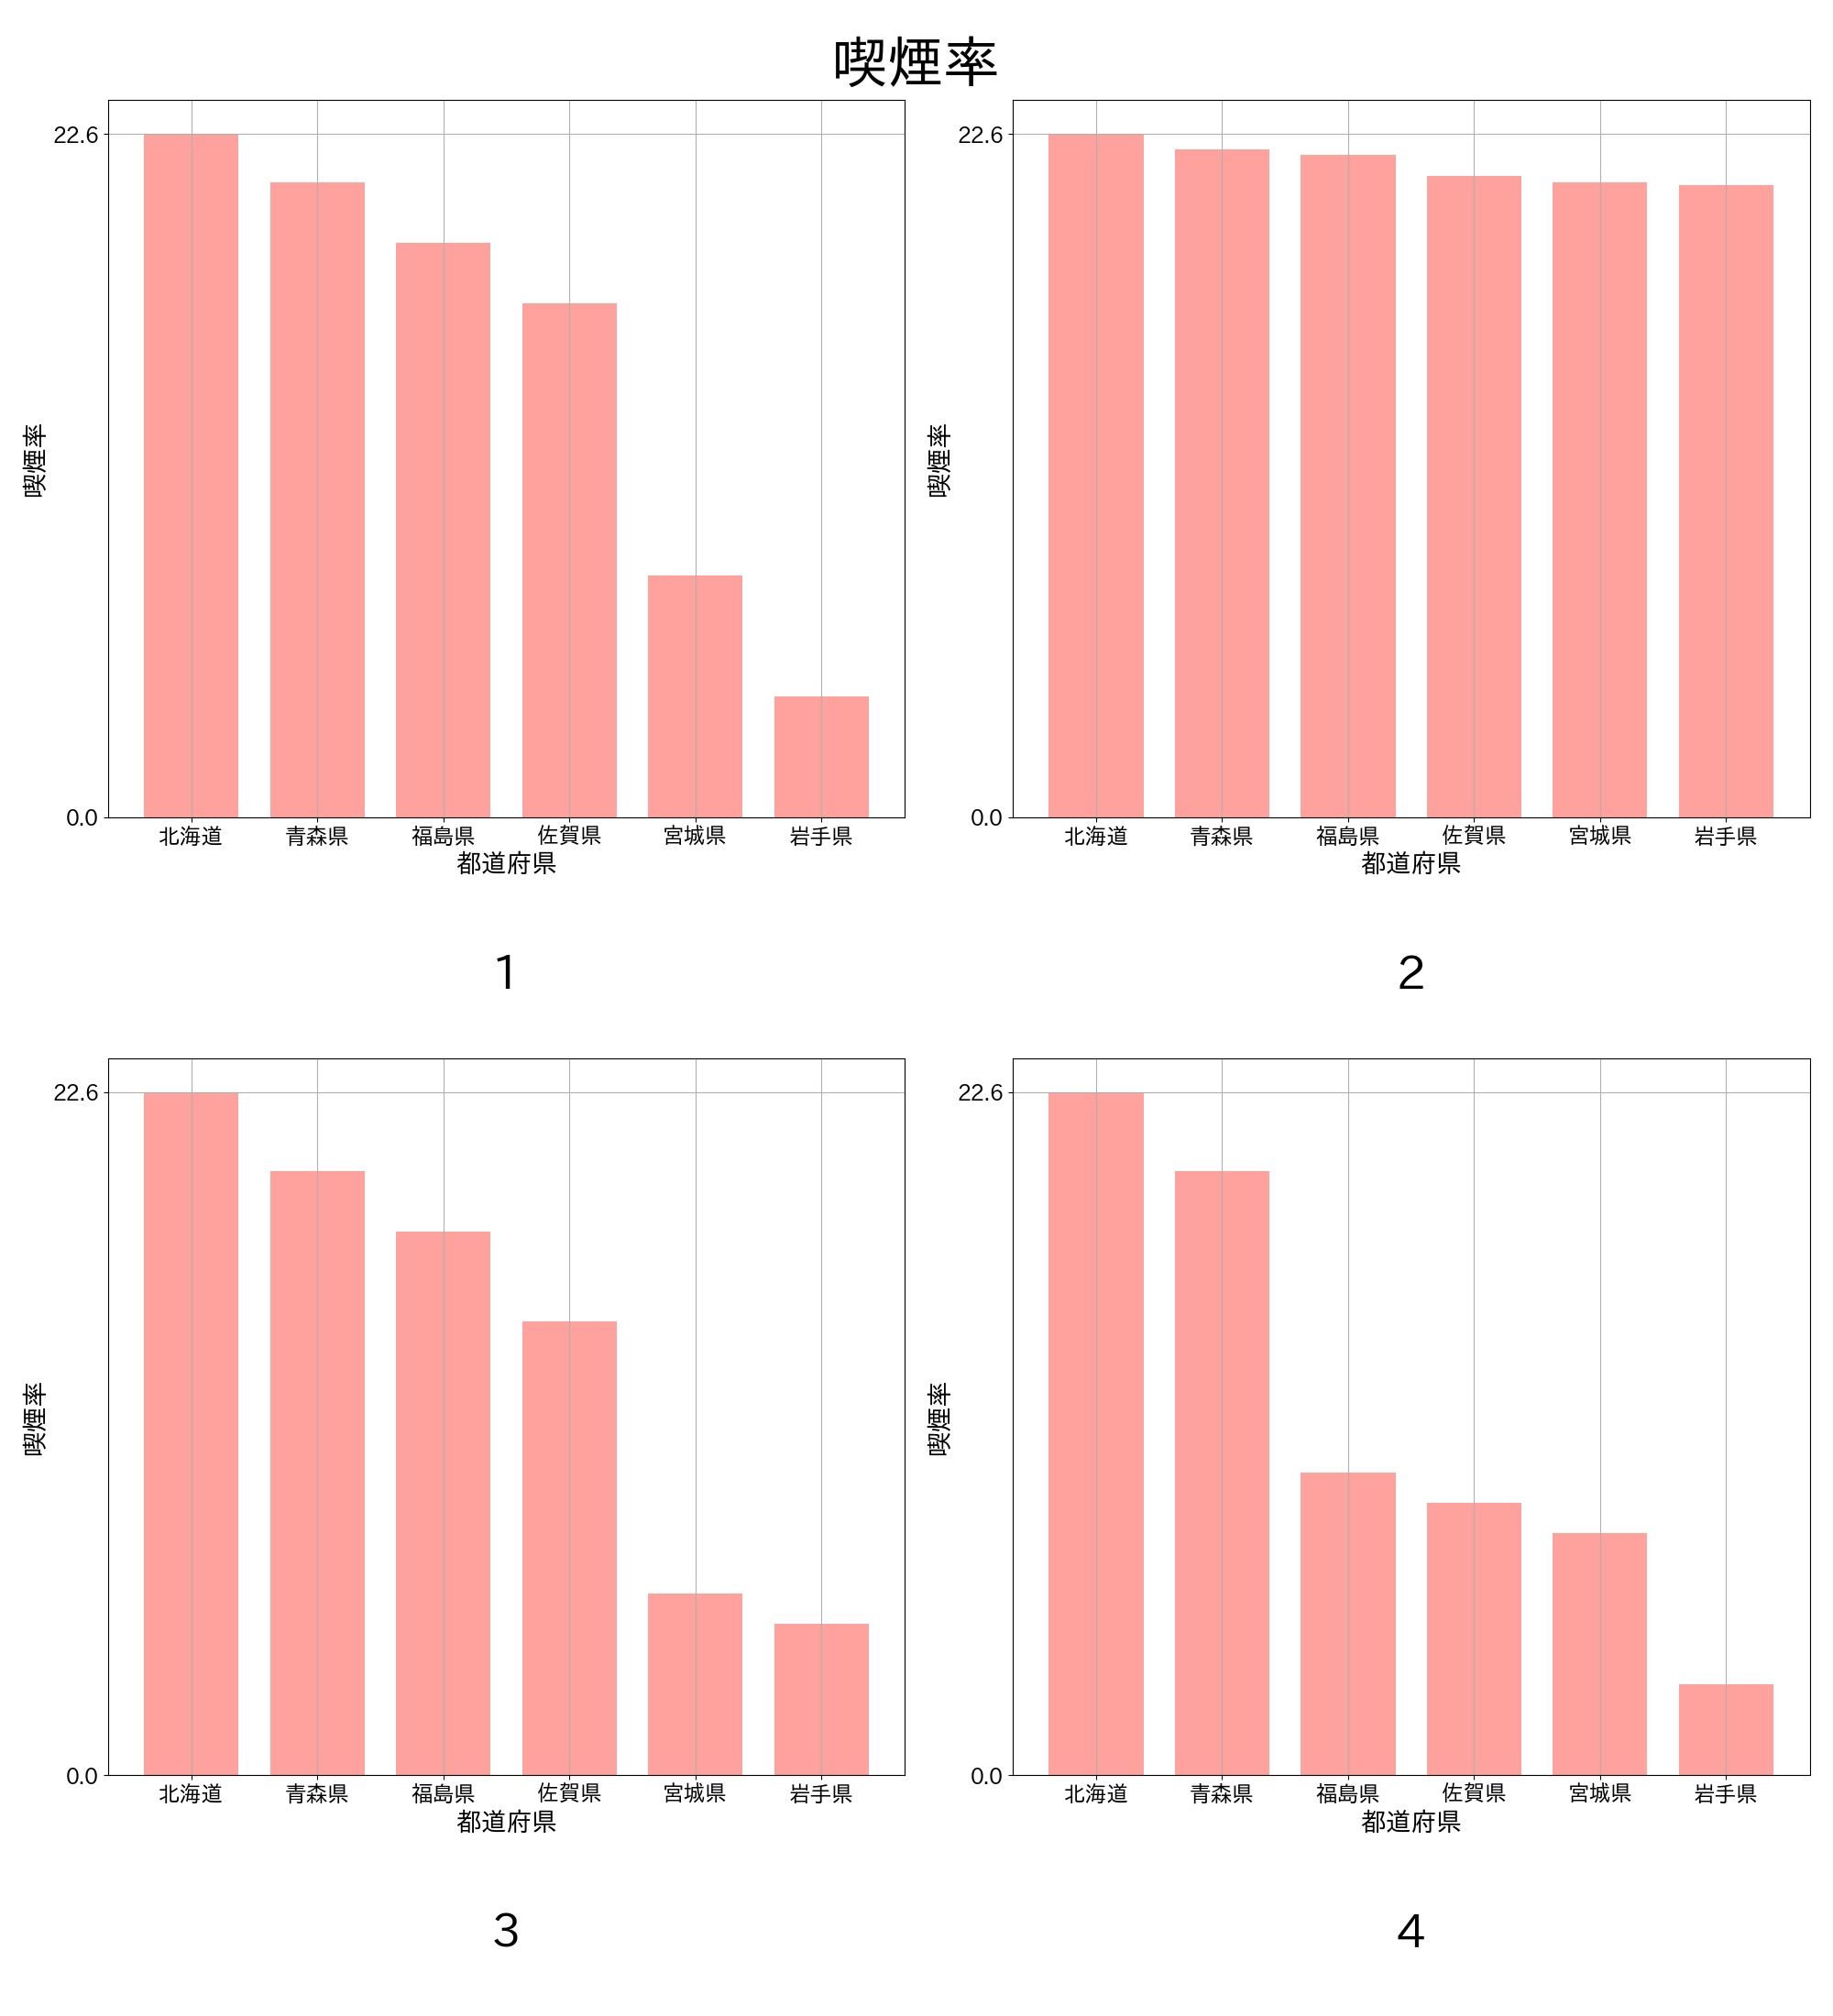 喫煙率
22.6
喫煙率
0.0
北海道 青森県 福島県 佐賀県 宮城県 岩手県
都道府県
1
22.6
喫煙率
0.0
北海道 青森県 福島県 佐賀県 宮城県 岩手県
都道府県
2
22.6
喫煙率
0.0
北海道 青森県 福島県 佐賀県 宮城県 岩手県
都道府県
3
22.6
喫煙率
0.0
北海道 青森県 福島県 佐賀県 宮城県 岩手県
都道府県
4